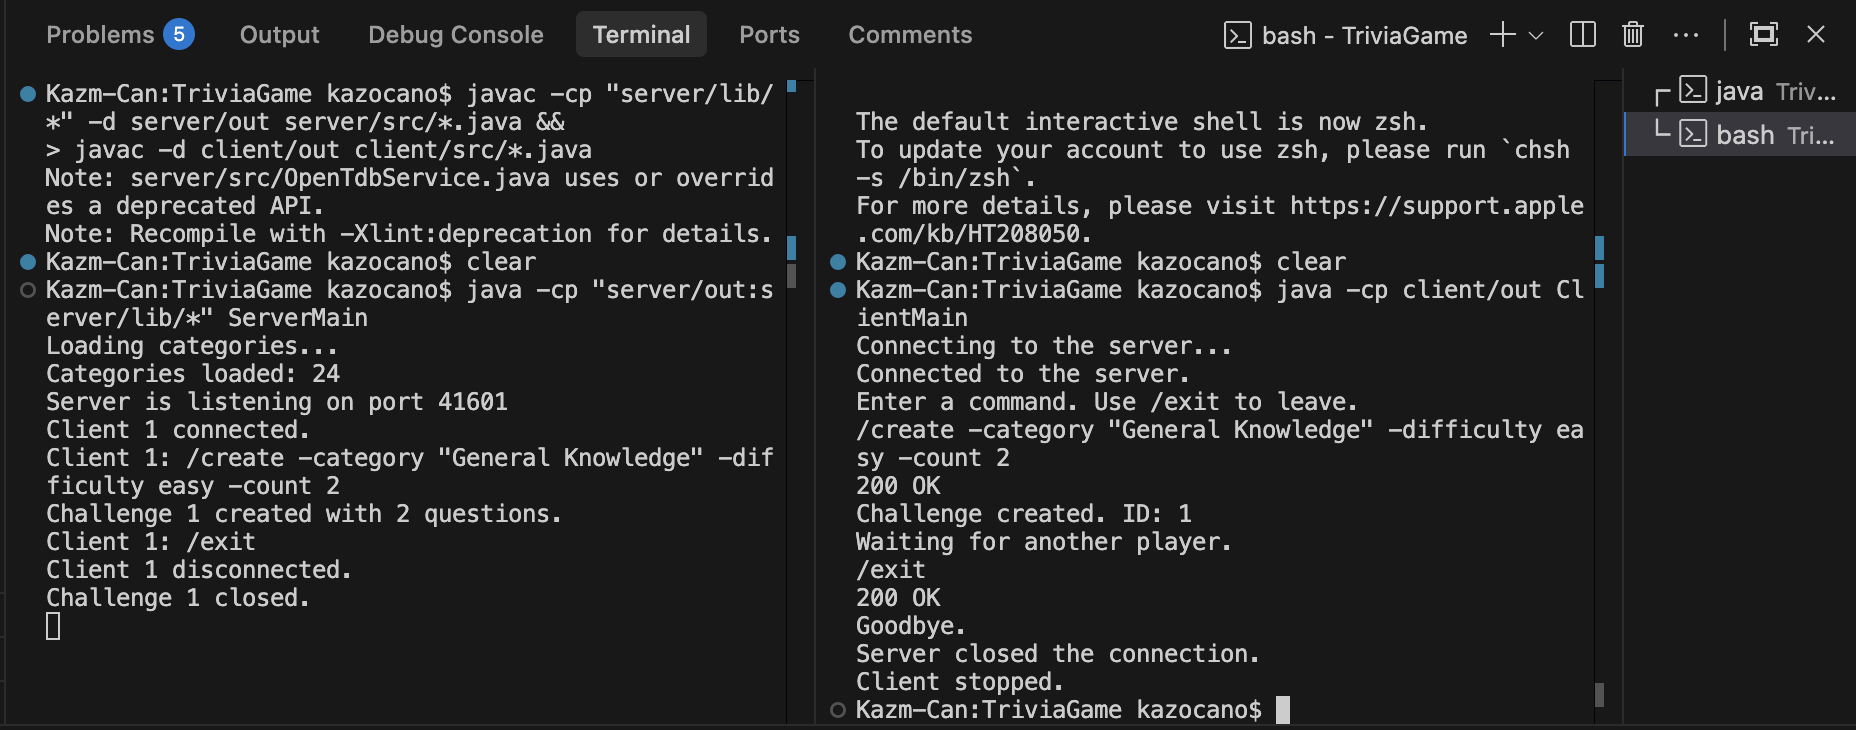 Problems 5 Output Debug Console Terminal Ports Comments bash - TriviaGame
Kazm-Can:TriviaGame kazocano$ javac -cp "server/lib/
*" -d server/out server/src/*.java &&
> javac -d client/out client/src/*.java
Note: server/src/OpenTdbService.java uses or overrid
es a deprecated API.
Note: Recompile with -Xlint:deprecation for details.
Kazm-Can:TriviaGame kazocano$ clear
Kazm-Can:TriviaGame kazocano$ java -cp "server/out:s
erver/lib/*" ServerMain
Loading categories...
Categories loaded: 24
Server is listening on port 41601
Client 1 connected.
Client 1: /create -category "General Knowledge" -dif
ficulty easy -count 2
Challenge 1 created with 2 questions.
Client 1: /exit
Client 1 disconnected.
Challenge 1 closed.
The default interactive shell is now zsh.
To update your account to use zsh, please run `chsh
-s /bin/zsh`.
For more details, please visit https://support.apple
.com/kb/HT208050.
Kazm-Can:TriviaGame kazocano$ clear
Kazm-Can:TriviaGame kazocano$ java -cp client/out Cl
ientMain
Connecting to the server...
Connected to the server.
Enter a command. Use /exit to leave.
/create -category "General Knowledge" -difficulty ea
sy -count 2
200 OK
Challenge created. ID: 1
Waiting for another player.
/exit
200 OK
Goodbye.
Server closed the connection.
Client stopped.
Kazm-Can:TriviaGame kazocano$
java Triv...
bash Tri...